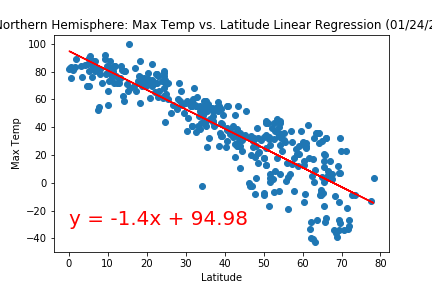 Northern Hemisphere: Max Temp vs. Latitude Linear Regression (01/24/2
100
80
60
40
20
0
−20
−40
Max Temp
y = -1.4x + 94.98
0 10 20 30 40 50 60 70 80
Latitude